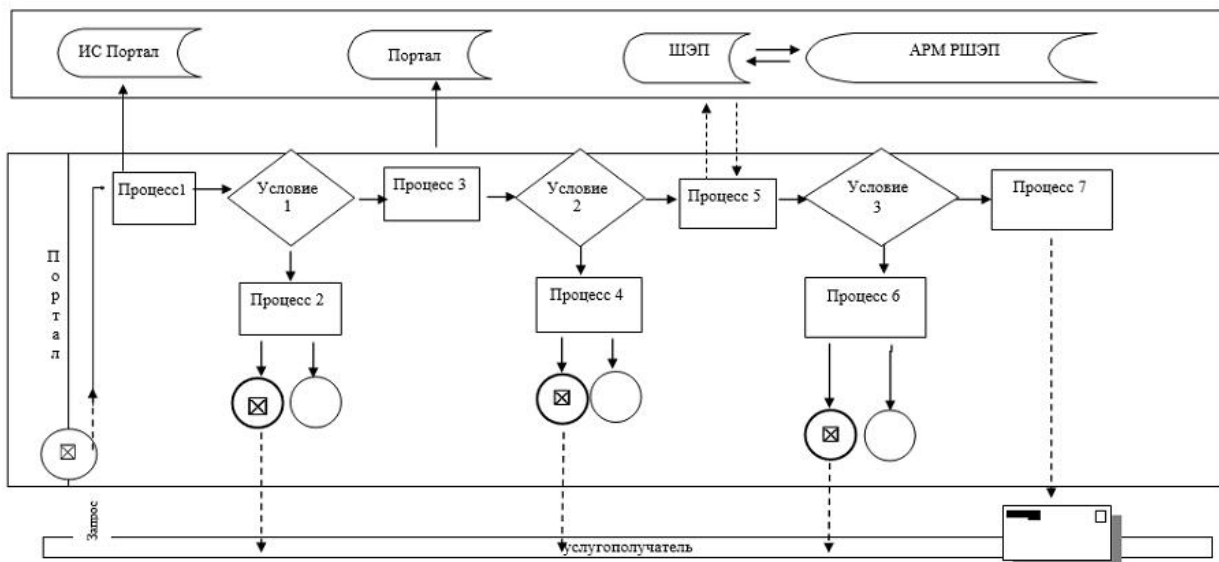 ИС Портал
Портал
ШЭП
АРМ РШЭП
Процесс1
Условие
1
Процесс 3
Условие
2
Процесс 5
Условие
3
Процесс 7
Портал
Процесс 2
Процесс 4
Процесс 6
Запрос
услугополучатель